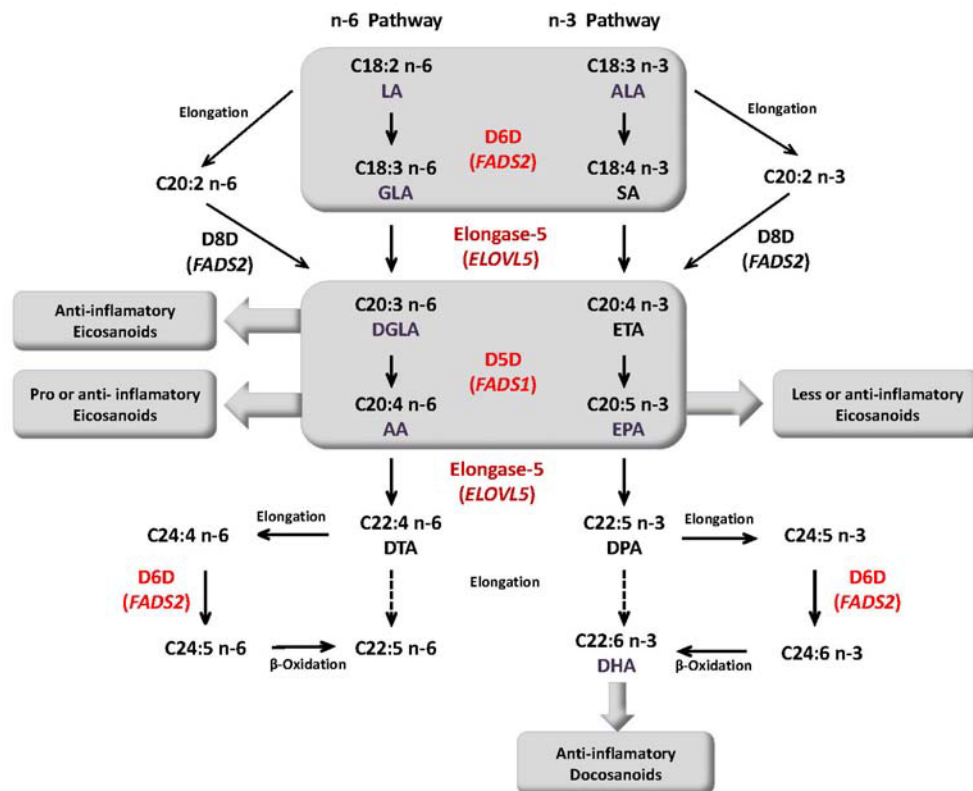 n-6 Pathway
n-3 Pathway
C18:2 n-6
LA
C18:3 n-3
ALA
Elongation
Elongation
D6D
(FADS2)
C20:2 n-6
C18:3 n-6
GLA
C18:4 n-3
SA
C20:2 n-3
D8D
(FADS2)
Elongase-5
(ELOVL5)
D8D
(FADS2)
Anti-inflamatory
Eicosanoids
C20:3 n-6
DGLA
C20:4 n-3
ETA
D5D
(FADS1)
Pro or anti- inflamatory
Eicosanoids
C20:4 n-6
AA
C20:5 n-3
EPA
Less or anti-inflamatory
Eicosanoids
Elongase-5
(ELOVL5)
C24:4 n-6
Elongation
C22:4 n-6
DTA
C22:5 n-3
DPA
Elongation
C24:5 n-3
D6D
(FADS2)
Elongation
D6D
(FADS2)
C24:5 n-6
β-Oxidation
C22:5 n-6
C22:6 n-3
DHA
β-Oxidation
C24:6 n-3
Anti-inflamatory
Docosanoids